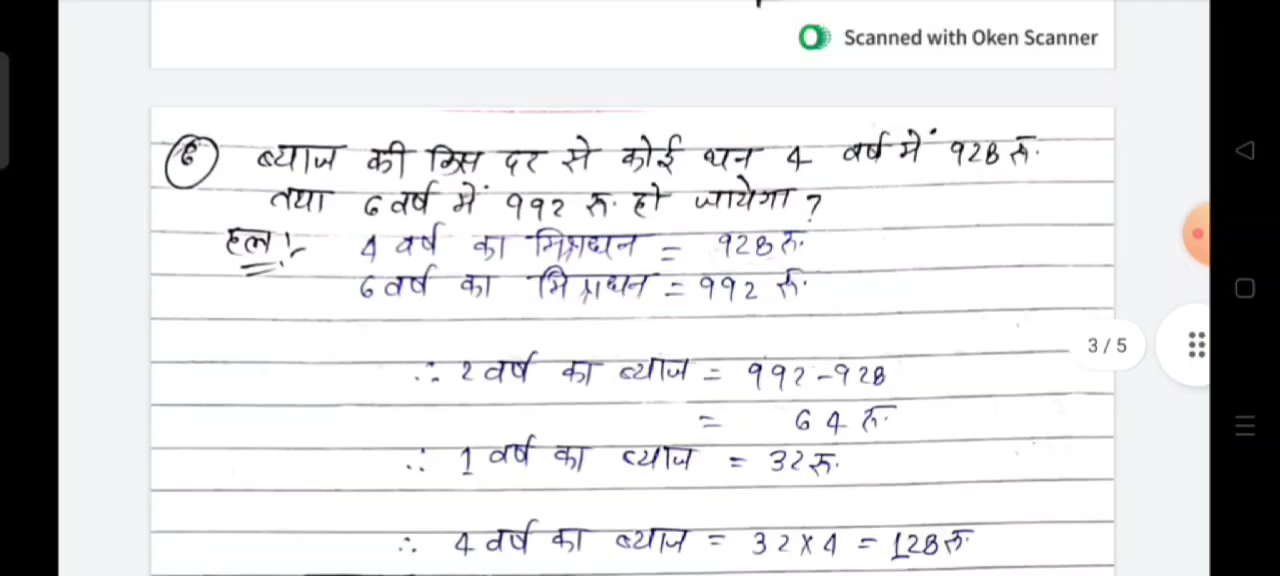 Scanned with Oken Scanner
६ ब्याज की किस दर से कोई धन 4 वर्ष में 928 रु.
तथा 6 वर्ष में 992 रु. हो जायेगा ?
हल :- 4 वर्ष का मिश्रधन = 928 रु.
6 वर्ष का मिश्रधन = 992 रु.
3 / 5
∴ 2 वर्ष का ब्याज = 992 - 928
= 64 रु.
∴ 1 वर्ष का ब्याज = 32 रु.
∴ 4 वर्ष का ब्याज = 32 × 4 = 128 रु